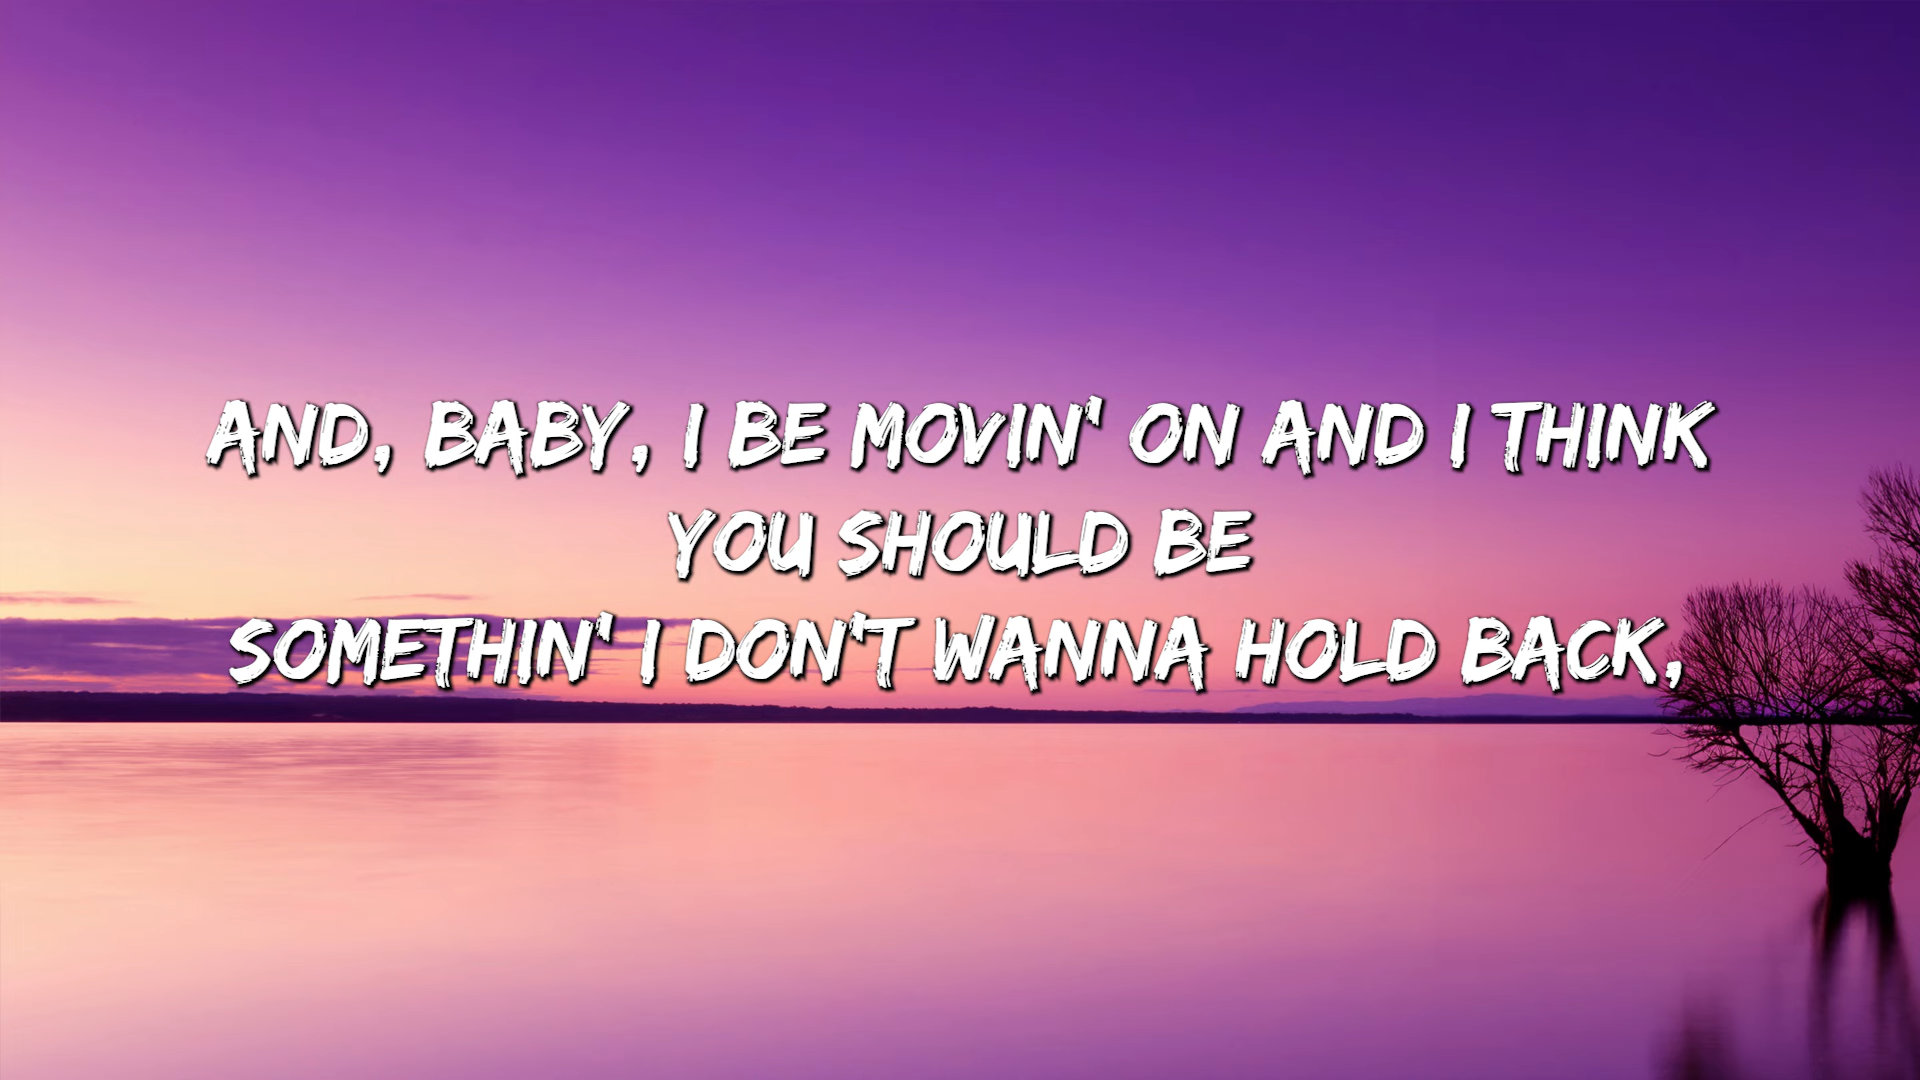 AND, BABY, I BE MOVIN' ON AND I THINK
YOU SHOULD BE
SOMETHIN' I DON'T WANNA HOLD BACK,